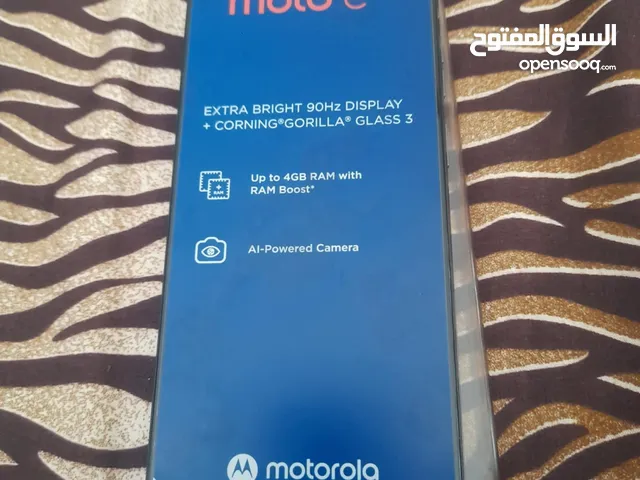 السوق المفتوح
opensooq.com
moto e
EXTRA BRIGHT 90Hz DISPLAY
+ CORNING®GORILLA® GLASS 3
+
RAM
Up to 4GB RAM with
RAM Boost*
AI-Powered Camera
motorola